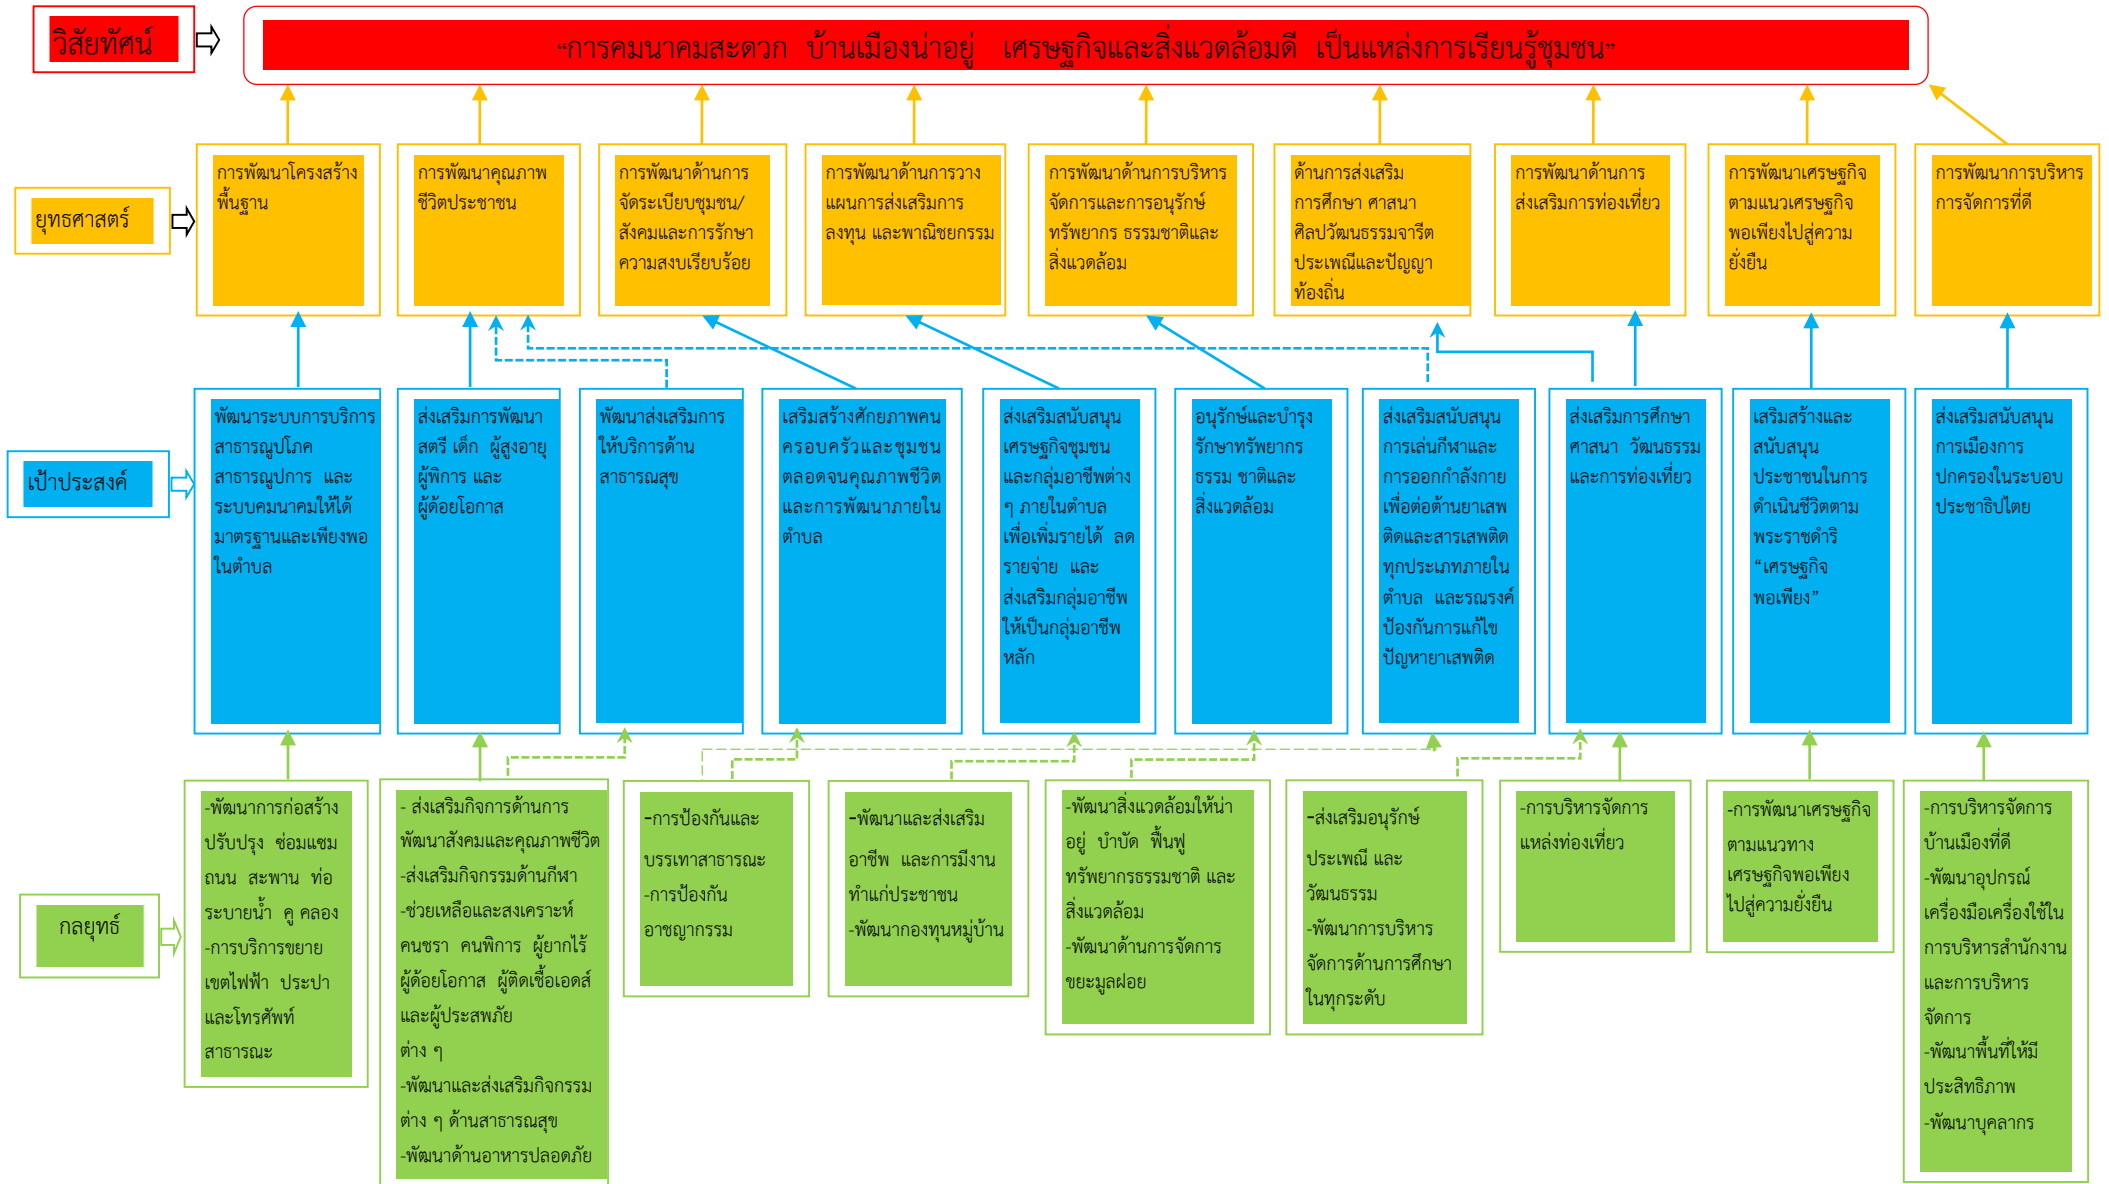 วิสัยทัศน์
“การคมนาคมสะดวก บ้านเมืองน่าอยู่ เศรษฐกิจและสิ่งแวดล้อมดี เป็นแหล่งการเรียนรู้ชุมชน”
ยุทธศาสตร์
การพัฒนาโครงสร้าง
พื้นฐาน
การพัฒนาคุณภาพ
ชีวิตประชาชน
การพัฒนาด้านการ
จัดระเบียบชุมชน/
สังคมและการรักษา
ความสงบเรียบร้อย
การพัฒนาด้านการวาง
แผนการส่งเสริมการ
ลงทุน และพาณิชยกรรม
การพัฒนาด้านการบริหาร
จัดการและการอนุรักษ์
ทรัพยากร ธรรมชาติและ
สิ่งแวดล้อม
ด้านการส่งเสริม
การศึกษา ศาสนา
ศิลปวัฒนธรรมจารีต
ประเพณีและปัญญา
ท้องถิ่น
การพัฒนาด้านการ
ส่งเสริมการท่องเที่ยว
การพัฒนาเศรษฐกิจ
ตามแนวเศรษฐกิจ
พอเพียงไปสู่ความ
ยั่งยืน
การพัฒนาการบริหาร
การจัดการที่ดี
เป้าประสงค์
พัฒนาระบบการบริการ
สาธารณูปโภค
สาธารณูปการ และ
ระบบคมนาคมให้ได้
มาตรฐานและเพียงพอ
ในตำบล
ส่งเสริมการพัฒนา
สตรี เด็ก ผู้สูงอายุ
ผู้พิการ และ
ผู้ด้อยโอกาส
พัฒนาส่งเสริมการ
ให้บริการด้าน
สาธารณสุข
เสริมสร้างศักยภาพคน
ครอบครัวและชุมชน
ตลอดจนคุณภาพชีวิต
และการพัฒนาภายใน
ตำบล
ส่งเสริมสนับสนุน
เศรษฐกิจชุมชน
และกลุ่มอาชีพต่าง
ๆ ภายในตำบล
เพื่อเพิ่มรายได้ ลด
รายจ่าย และ
ส่งเสริมกลุ่มอาชีพ
ให้เป็นกลุ่มอาชีพ
หลัก
อนุรักษ์และบำรุง
รักษาทรัพยากร
ธรรม ชาติและ
สิ่งแวดล้อม
ส่งเสริมสนับสนุน
การเล่นกีฬาและ
การออกกำลังกาย
เพื่อต่อต้านยาเสพ
ติดและสารเสพติด
ทุกประเภทภายใน
ตำบล และรณรงค์
ป้องกันการแก้ไข
ปัญหายาเสพติด
ส่งเสริมการศึกษา
ศาสนา วัฒนธรรม
และการท่องเที่ยว
เสริมสร้างและ
สนับสนุน
ประชาชนในการ
ดำเนินชีวิตตาม
พระราชดำริ
“เศรษฐกิจ
พอเพียง”
ส่งเสริมสนับสนุน
การเมืองการ
ปกครองในระบอบ
ประชาธิปไตย
กลยุทธ์
-พัฒนาการก่อสร้าง
ปรับปรุง ซ่อมแซม
ถนน สะพาน ท่อ
ระบายน้ำ คู คลอง
-การบริการขยาย
เขตไฟฟ้า ประปา
และโทรศัพท์
สาธารณะ
- ส่งเสริมกิจการด้านการ
พัฒนาสังคมและคุณภาพชีวิต
-ส่งเสริมกิจกรรมด้านกีฬา
-ช่วยเหลือและสงเคราะห์
คนชรา คนพิการ ผู้ยากไร้
ผู้ด้อยโอกาส ผู้ติดเชื้อเอดส์
และผู้ประสพภัย
ต่าง ๆ
-พัฒนาและส่งเสริมกิจกรรม
ต่าง ๆ ด้านสาธารณสุข
-พัฒนาด้านอาหารปลอดภัย
-การป้องกันและ
บรรเทาสาธารณะ
-การป้องกัน
อาชญากรรม
-พัฒนาและส่งเสริม
อาชีพ และการมีงาน
ทำแก่ประชาชน
-พัฒนากองทุนหมู่บ้าน
-พัฒนาสิ่งแวดล้อมให้น่า
อยู่ บำบัด ฟื้นฟู
ทรัพยากรธรรมชาติ และ
สิ่งแวดล้อม
-พัฒนาด้านการจัดการ
ขยะมูลฝอย
-ส่งเสริมอนุรักษ์
ประเพณี และ
วัฒนธรรม
-พัฒนาการบริหาร
จัดการด้านการศึกษา
ในทุกระดับ
-การบริหารจัดการ
แหล่งท่องเที่ยว
-การพัฒนาเศรษฐกิจ
ตามแนวทาง
เศรษฐกิจพอเพียง
ไปสู่ความยั่งยืน
-การบริหารจัดการ
บ้านเมืองที่ดี
-พัฒนาอุปกรณ์
เครื่องมือเครื่องใช้ใน
การบริหารสำนักงาน
และการบริหาร
จัดการ
-พัฒนาพื้นที่ให้มี
ประสิทธิภาพ
-พัฒนาบุคลากร